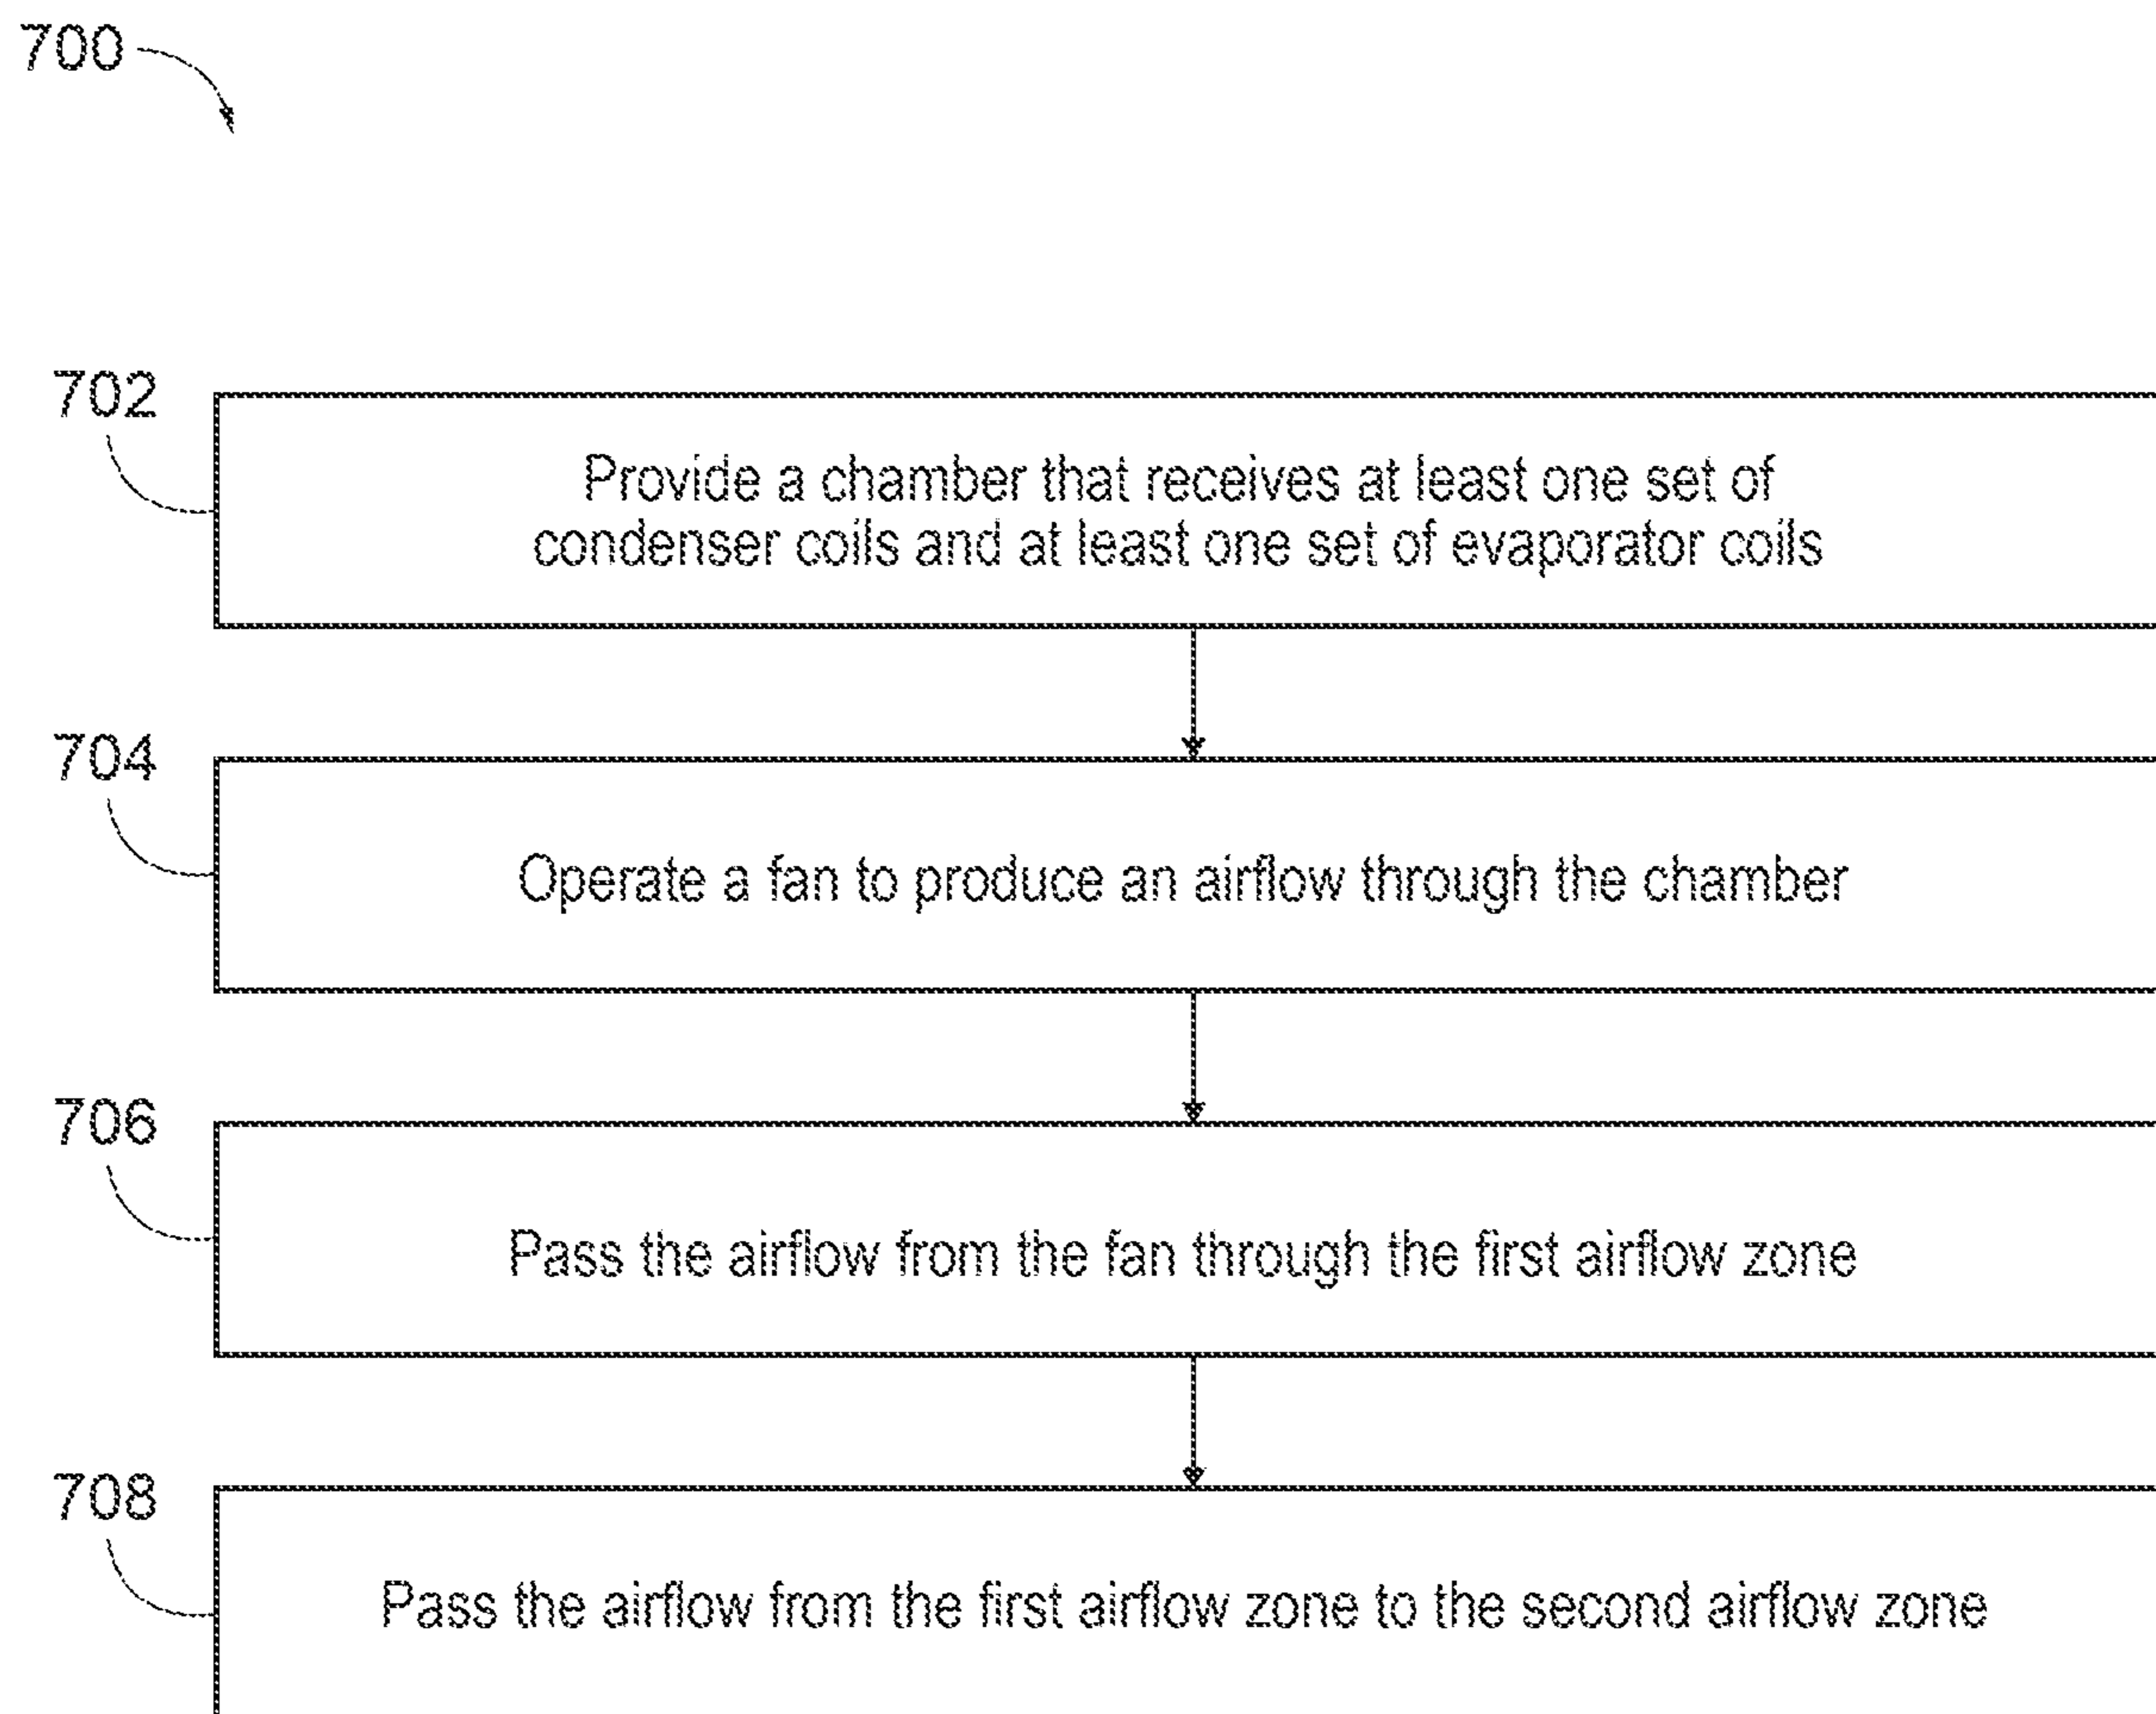 700
702
Provide a chamber that receives at least one set of
condenser coils and at least one set of evaporator coils
704
Operate a fan to produce an airflow through the chamber
706
Pass the airflow from the fan through the first airflow zone
708
Pass the airflow from the first airflow zone to the second airflow zone